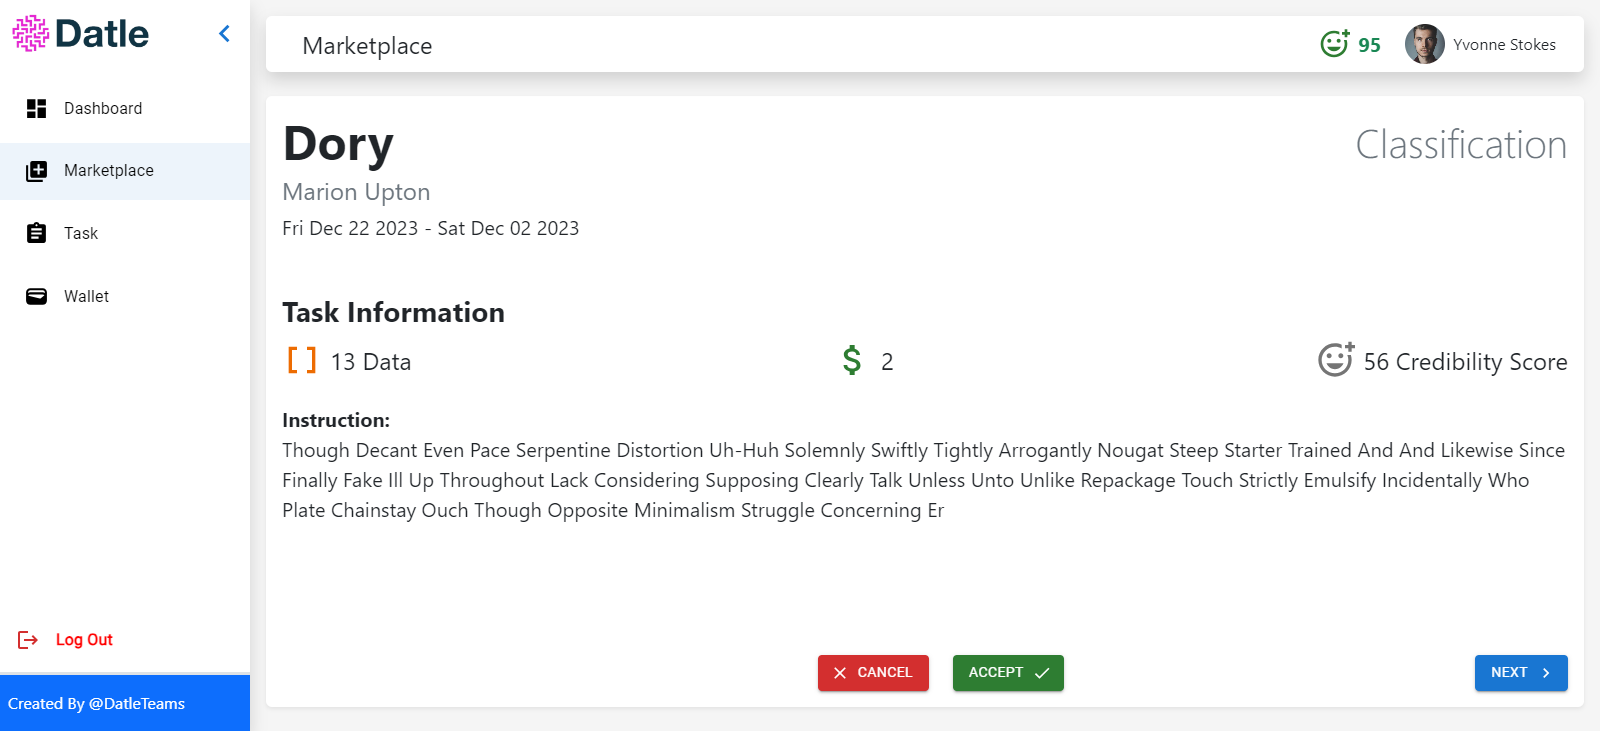 Datle
Marketplace
95
Yvonne Stokes
Dashboard
Marketplace
Task
Wallet
Log Out
Created By @DatleTeams
Dory
Classification
Marion Upton
Fri Dec 22 2023 - Sat Dec 02 2023
Task Information
13 Data
$ 2
56 Credibility Score
Instruction:
Though Decant Even Pace Serpentine Distortion Uh-Huh Solemnly Swiftly Tightly Arrogantly Nougat Steep Starter Trained And And Likewise Since
Finally Fake Ill Up Throughout Lack Considering Supposing Clearly Talk Unless Unto Unlike Repackage Touch Strictly Emulsify Incidentally Who
Plate Chainstay Ouch Though Opposite Minimalism Struggle Concerning Er
CANCEL
ACCEPT
NEXT